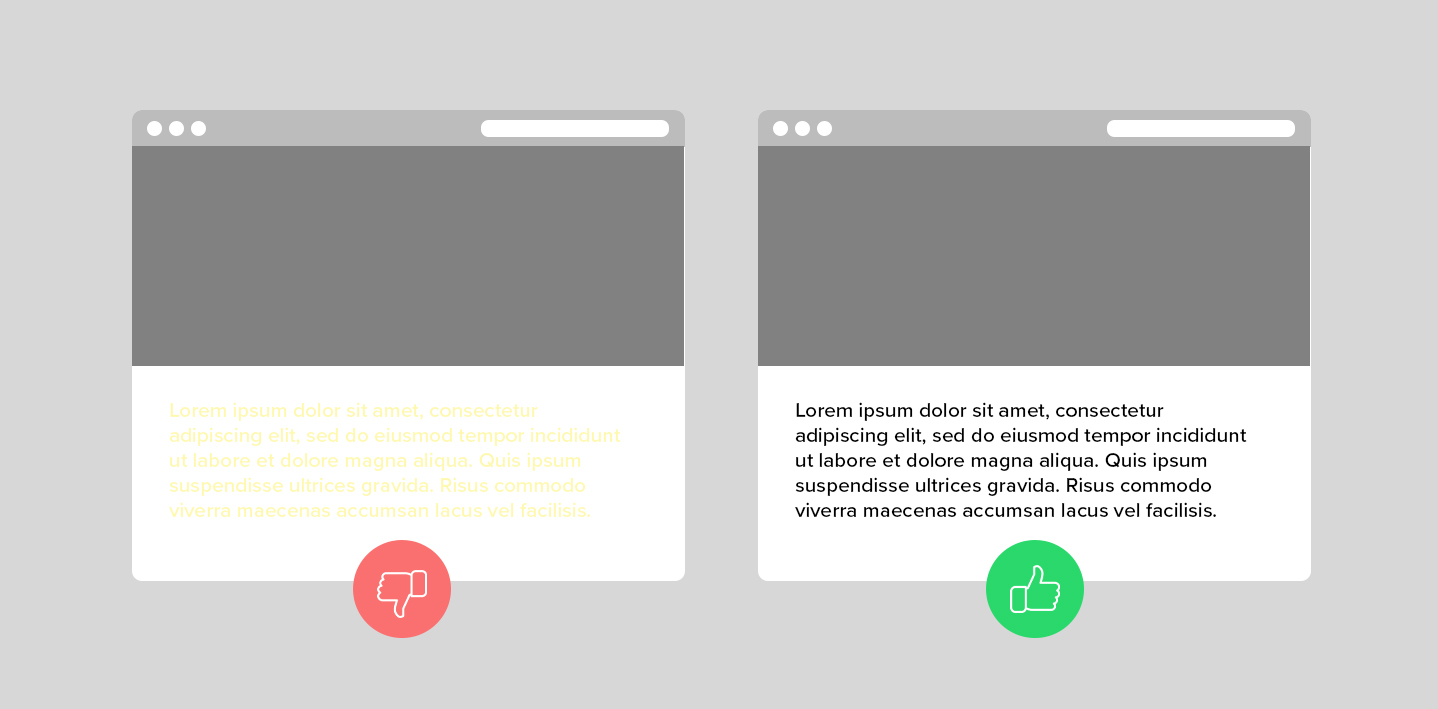 Lorem ipsum dolor sit amet, consectetur
adipiscing elit, sed do eiusmod tempor incididunt
ut labore et dolore magna aliqua. Quis ipsum
suspendisse ultrices gravida. Risus commodo
viverra maecenas accumsan lacus vel facilisis.
Lorem ipsum dolor sit amet, consectetur
adipiscing elit, sed do eiusmod tempor incididunt
ut labore et dolore magna aliqua. Quis ipsum
suspendisse ultrices gravida. Risus commodo
viverra maecenas accumsan lacus vel facilisis.